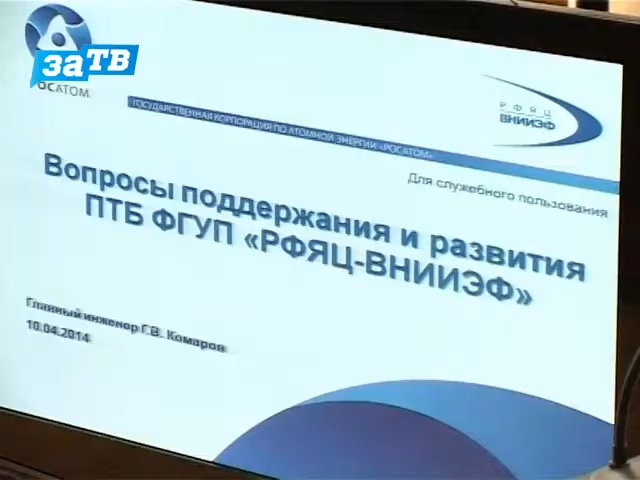 заТВ
РОСАТОМ
РФЯЦ
ВНИИЭФ
ГОСУДАРСТВЕННАЯ КОРПОРАЦИЯ ПО АТОМНОЙ ЭНЕРГИИ «РОСАТОМ»
Для служебного пользования
Вопросы поддержания и развития
ПТБ ФГУП «РФЯЦ-ВНИИЭФ»
Главный инженер Г.В. Комаров
10.04.2014